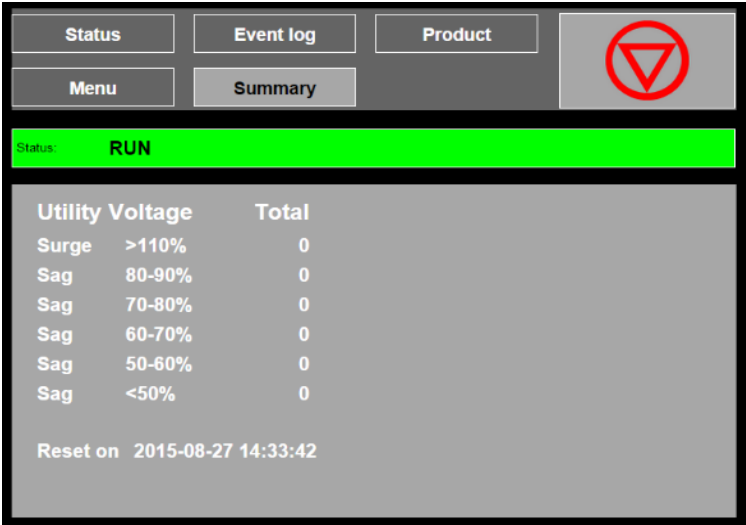 Status Event log Product
Menu Summary
Status: RUN
Utility Voltage Total
Surge >110% 0
Sag 80-90% 0
Sag 70-80% 0
Sag 60-70% 0
Sag 50-60% 0
Sag <50% 0
Reset on 2015-08-27 14:33:42